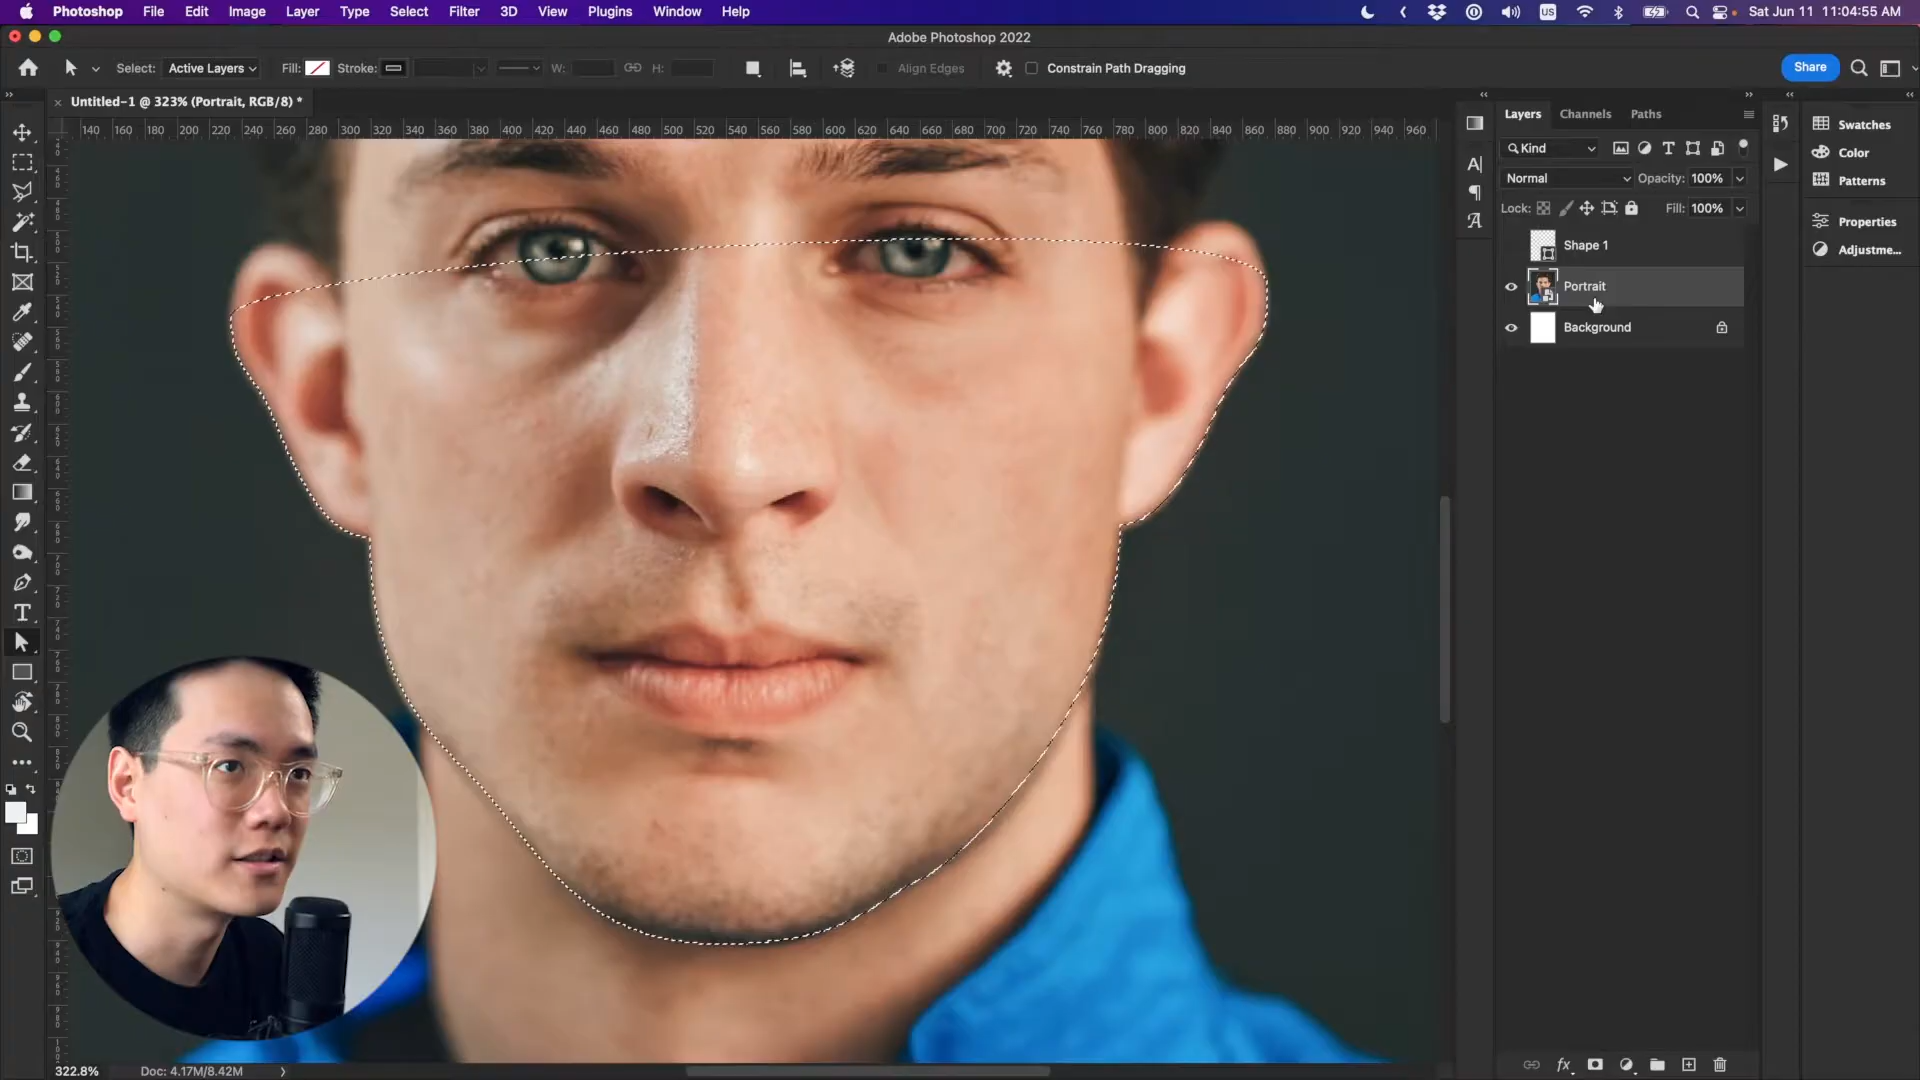 Photoshop File Edit Image Layer Type Select Filter 3D View Plugins Window Help US Sat Jun 11 11:04:55 AM
Adobe Photoshop 2022
Select: Active Layers Fill: Stroke: W: H: Align Edges Constrain Path Dragging Share
Untitled-1 @ 323% (Portrait, RGB/8) *
140 160 180 200 220 240 260 280 300 320 340 360 380 400 420 440 460 480 500 520 540 560 580 600 620 640 660 680 700 720 740 760 780 800 820 840 860 880 900 920 940 960
Layers Channels Paths
Kind
Normal Opacity: 100%
Lock: Fill: 100%
Shape 1
Portrait
Background
Swatches
Color
Patterns
Properties
Adjustme...
322.8% Doc: 4.17M/8.42M
fx